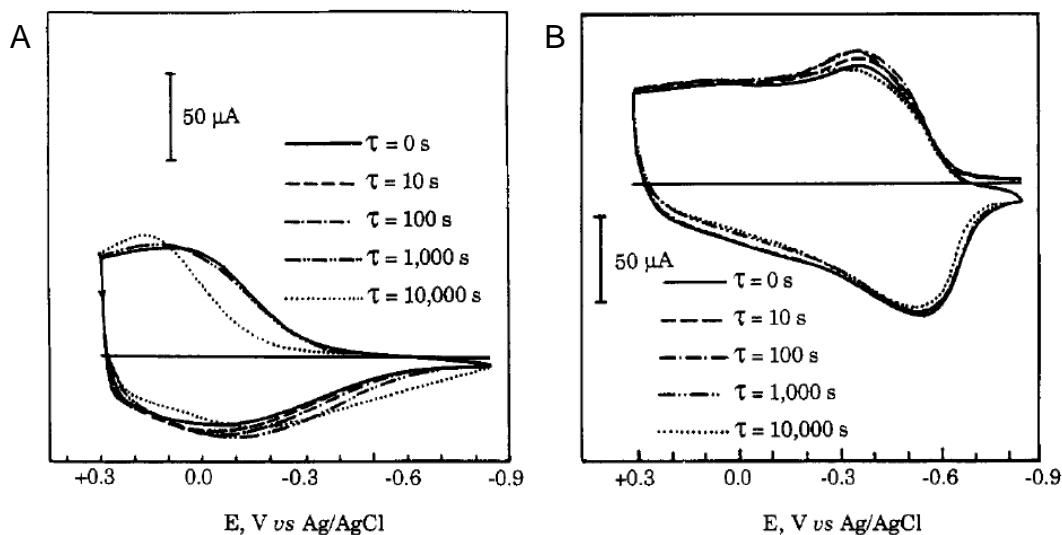 A
50 μA
τ = 0 s
τ = 10 s
τ = 100 s
τ = 1,000 s
τ = 10,000 s
+0.3 0.0 -0.3 -0.6 -0.9
E, V vs Ag/AgCl
B
50 μA
τ = 0 s
τ = 10 s
τ = 100 s
τ = 1,000 s
τ = 10,000 s
+0.3 0.0 -0.3 -0.6 -0.9
E, V vs Ag/AgCl